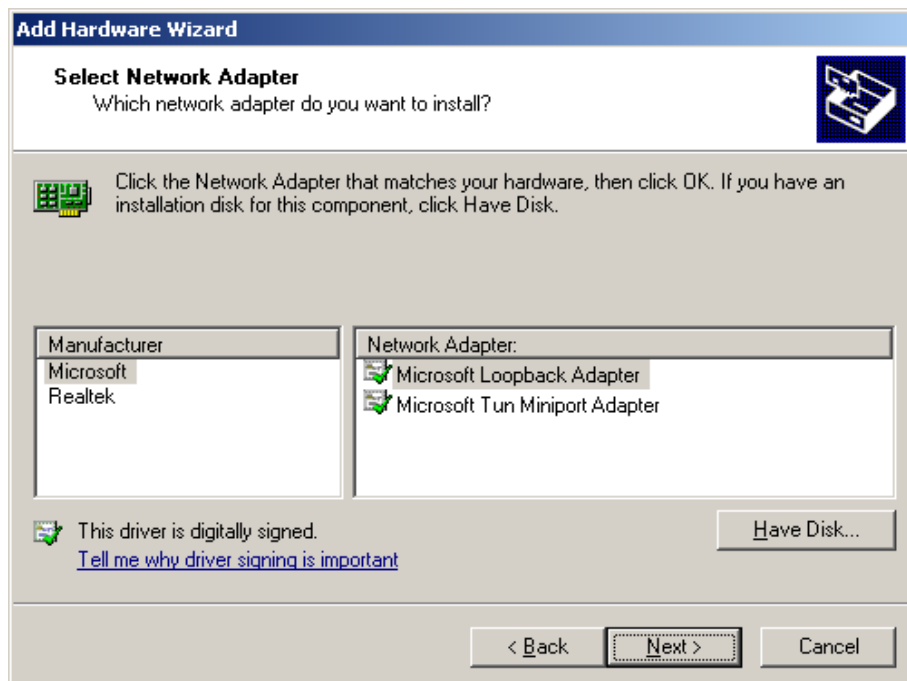 Add Hardware Wizard
Select Network Adapter
Which network adapter do you want to install?
Click the Network Adapter that matches your hardware, then click OK. If you have an
installation disk for this component, click Have Disk.
Manufacturer
Microsoft
Realtek
Network Adapter:
Microsoft Loopback Adapter
Microsoft Tun Miniport Adapter
This driver is digitally signed.
Tell me why driver signing is important
Have Disk...
< Back
Next >
Cancel